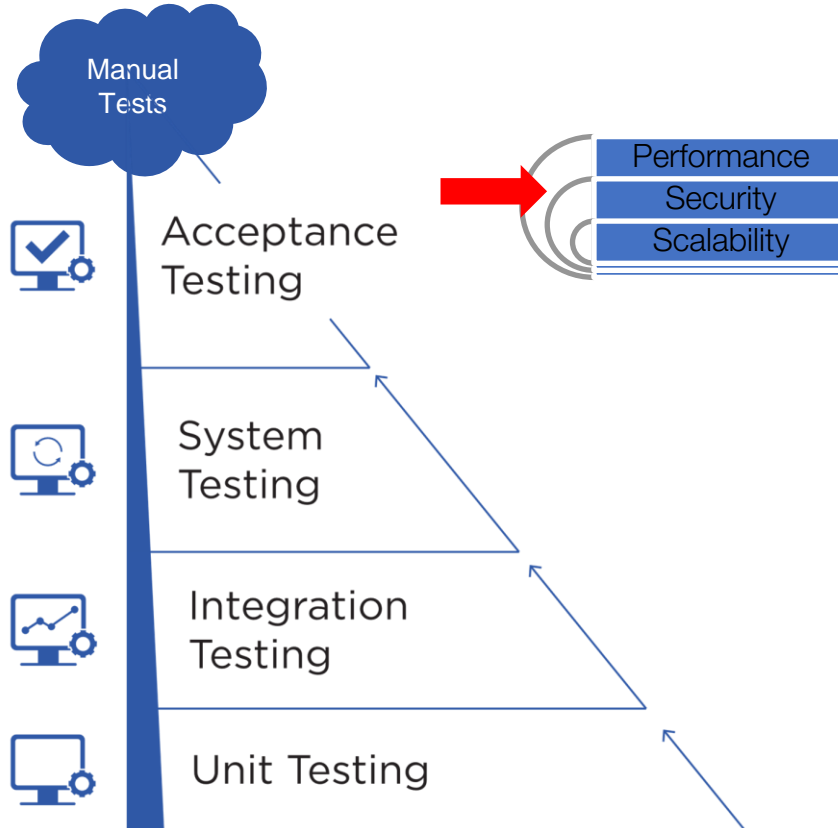 Manual
Tests
Performance
Security
Scalability
Acceptance
Testing
System
Testing
Integration
Testing
Unit Testing